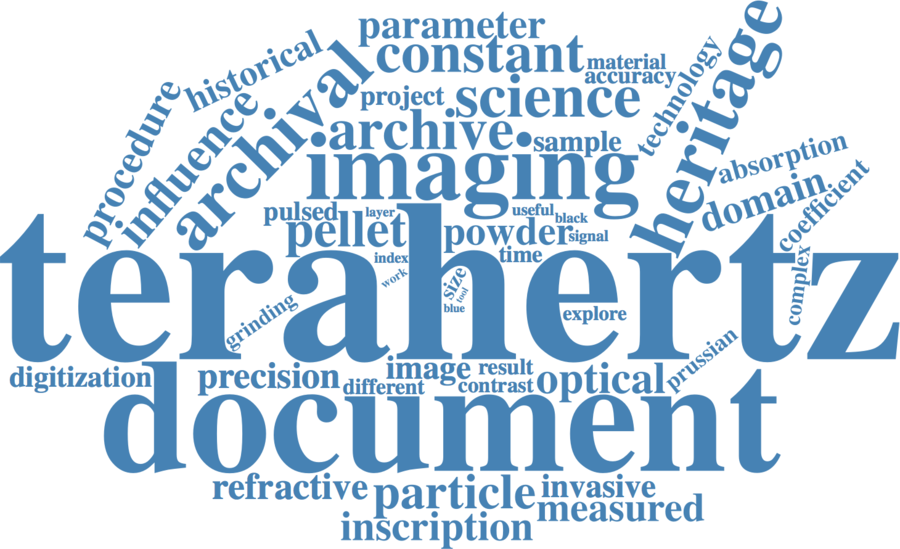 parameter
constant
historical
material
accuracy
technology
heritage
project
science
procedure
influence
archival
archive
sample
imaging
absorption
domain
coefficient
pulsed
layer
useful
black
pellet
powder
signal
index
time
complex
work
size
tool
blue
terahertz
grinding
explore
prussian
digitization
precision
image
result
different
contrast
optical
document
refractive
particle
invasive
measured
inscription